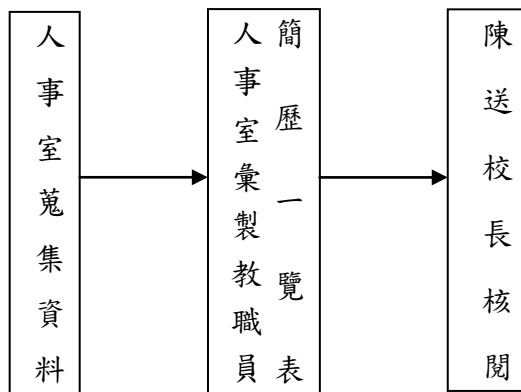 人事室蒐集資料
人事室彙製教職員
簡歷一覽表
陳送校長核閱